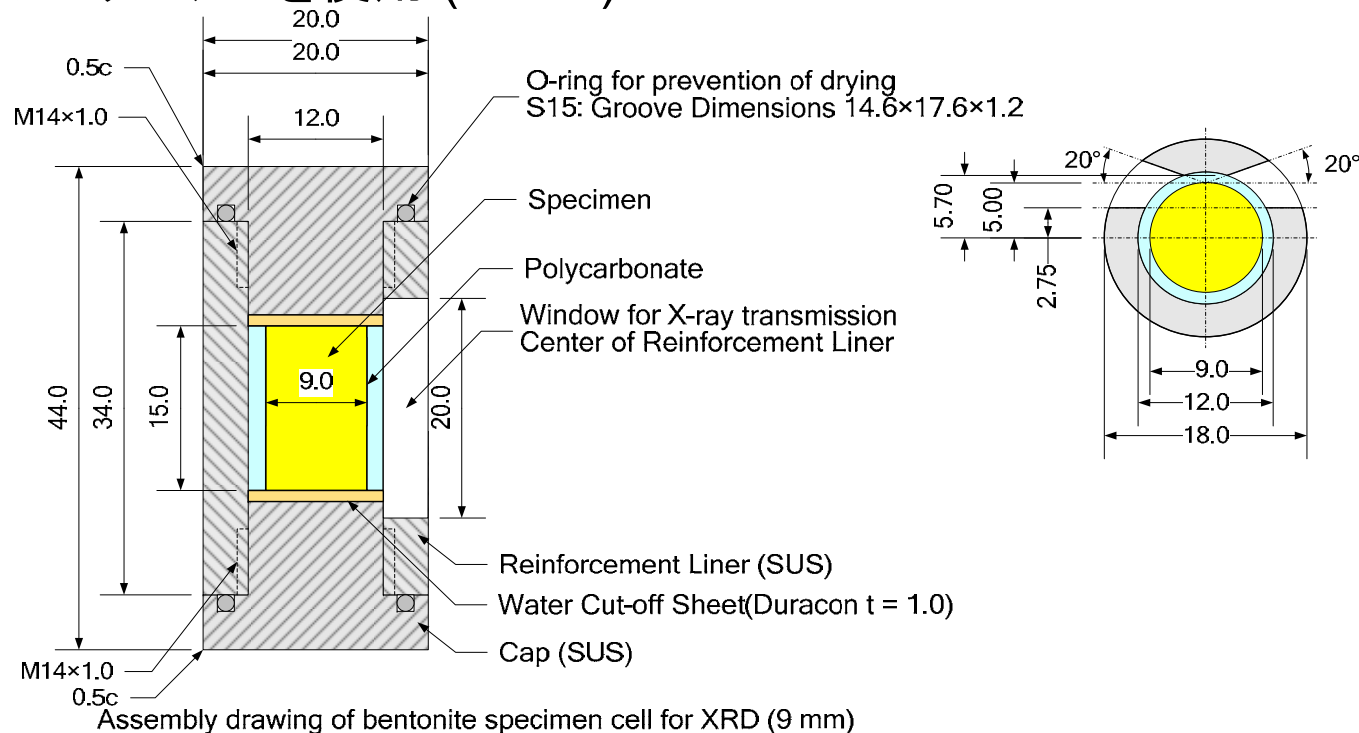 20.0
20.0
0.5c
M14×1.0
12.0
O-ring for prevention of drying
S15: Groove Dimensions 14.6×17.6×1.2
Specimen
Polycarbonate
Window for X-ray transmission
Center of Reinforcement Liner
44.0
34.0
15.0
9.0
20.0
Reinforcement Liner (SUS)
Water Cut-off Sheet(Duracon t = 1.0)
Cap (SUS)
M14×1.0
0.5c
20°
20°
5.70
5.00
2.75
9.0
12.0
18.0
Assembly drawing of bentonite specimen cell for XRD (9 mm)